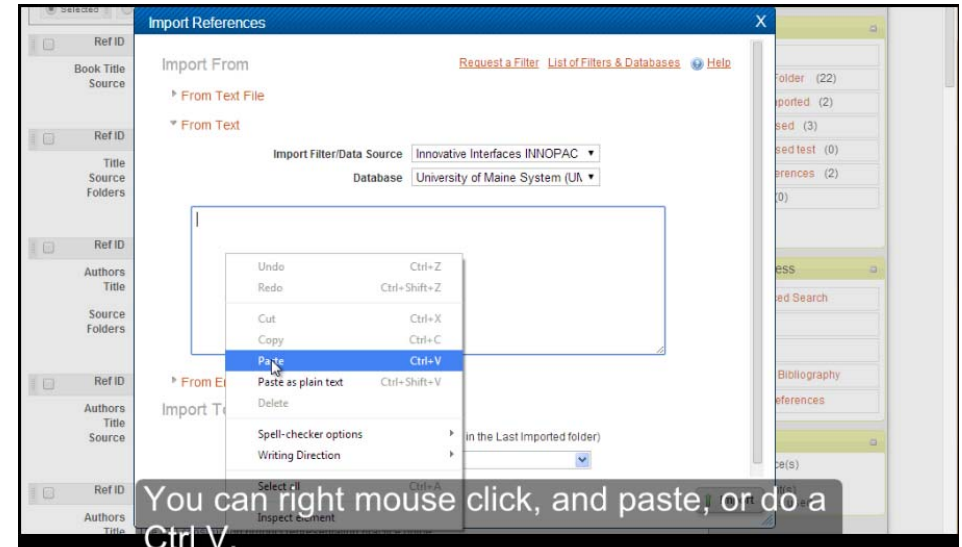 Selected
Import References X
Ref ID
Book Title
Source
Import From Request a Filter List of Filters & Databases Help
From Text File
From Text
Import Filter/Data Source Innovative Interfaces INNOPAC
Database University of Maine System (UN
Ref ID
Title
Source
Folders
Folder (22)
ported (2)
sed (3)
sed test (0)
erences (2)
(0)
Ref ID
Authors
Title
Source
Folders
Undo Ctrl+Z
Redo Ctrl+Shift+Z
Cut Ctrl+X
Copy Ctrl+C
Paste Ctrl+V
Paste as plain text Ctrl+Shift+V
Delete
Spell-checker options
Writing Direction
Select all Ctrl+A
Inspect element
ess
ed Search
Bibliography
eferences
ce(s)
Ref ID
Authors
Title
Source
From E
Import To
in the Last Imported folder)
Ref ID
Authors
Title
You can right mouse click, and paste, or do a
Ctrl V.